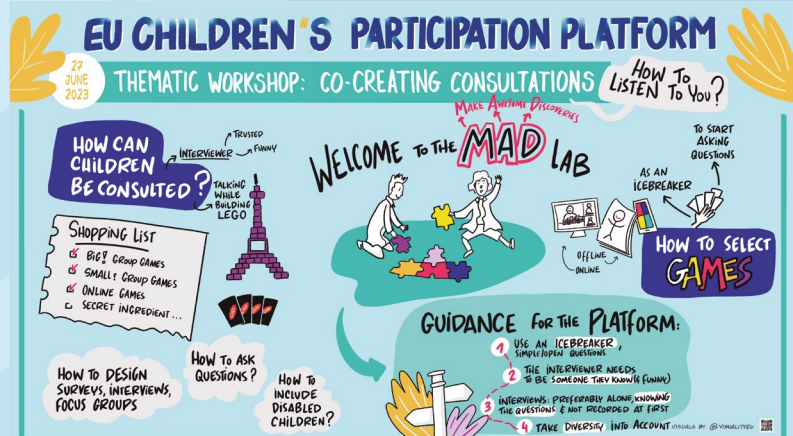 EU CHILDREN'S PARTICIPATION PLATFORM
27
JUNE
2023
THEMATIC WORKSHOP: CO-CREATING CONSULTATIONS
HOW TO
LISTEN TO YOU?
HOW CAN
CHILDREN
BE CONSULTED?
INTERVIEWER
TRUSTED
FUNNY
TALKING
WHILE
BUILDING
LEGO
SHOPPING LIST
BIG! GROUP GAMES
SMALL! GROUP GAMES
ONLINE GAMES
SECRET INGREDIENT...
MAKE AWESOME DISCOVERIES
WELCOME TO THE MAD LAB
TO START
ASKING
QUESTIONS
AS AN
ICEBREAKER
OFFLINE
ONLINE
HOW TO SELECT
GAMES
HOW TO DESIGN
SURVEYS, INTERVIEWS,
FOCUS GROUPS
HOW TO ASK
QUESTIONS?
HOW TO
INCLUDE
DISABLED
CHILDREN?
GUIDANCE FOR THE PLATFORM:
1 USE AN ICEBREAKER,
SIMPLE/OPEN QUESTIONS
2 THE INTERVIEWER NEEDS
TO BE SOMEONE THEY KNOW (& FUNNY)
3 INTERVIEWS: PREFERABLY ALONE, KNOWING
THE QUESTIONS & NOT RECORDED AT FIRST
4 TAKE DIVERSITY INTO ACCOUNT
VISUALS BY @VISUALITYEU